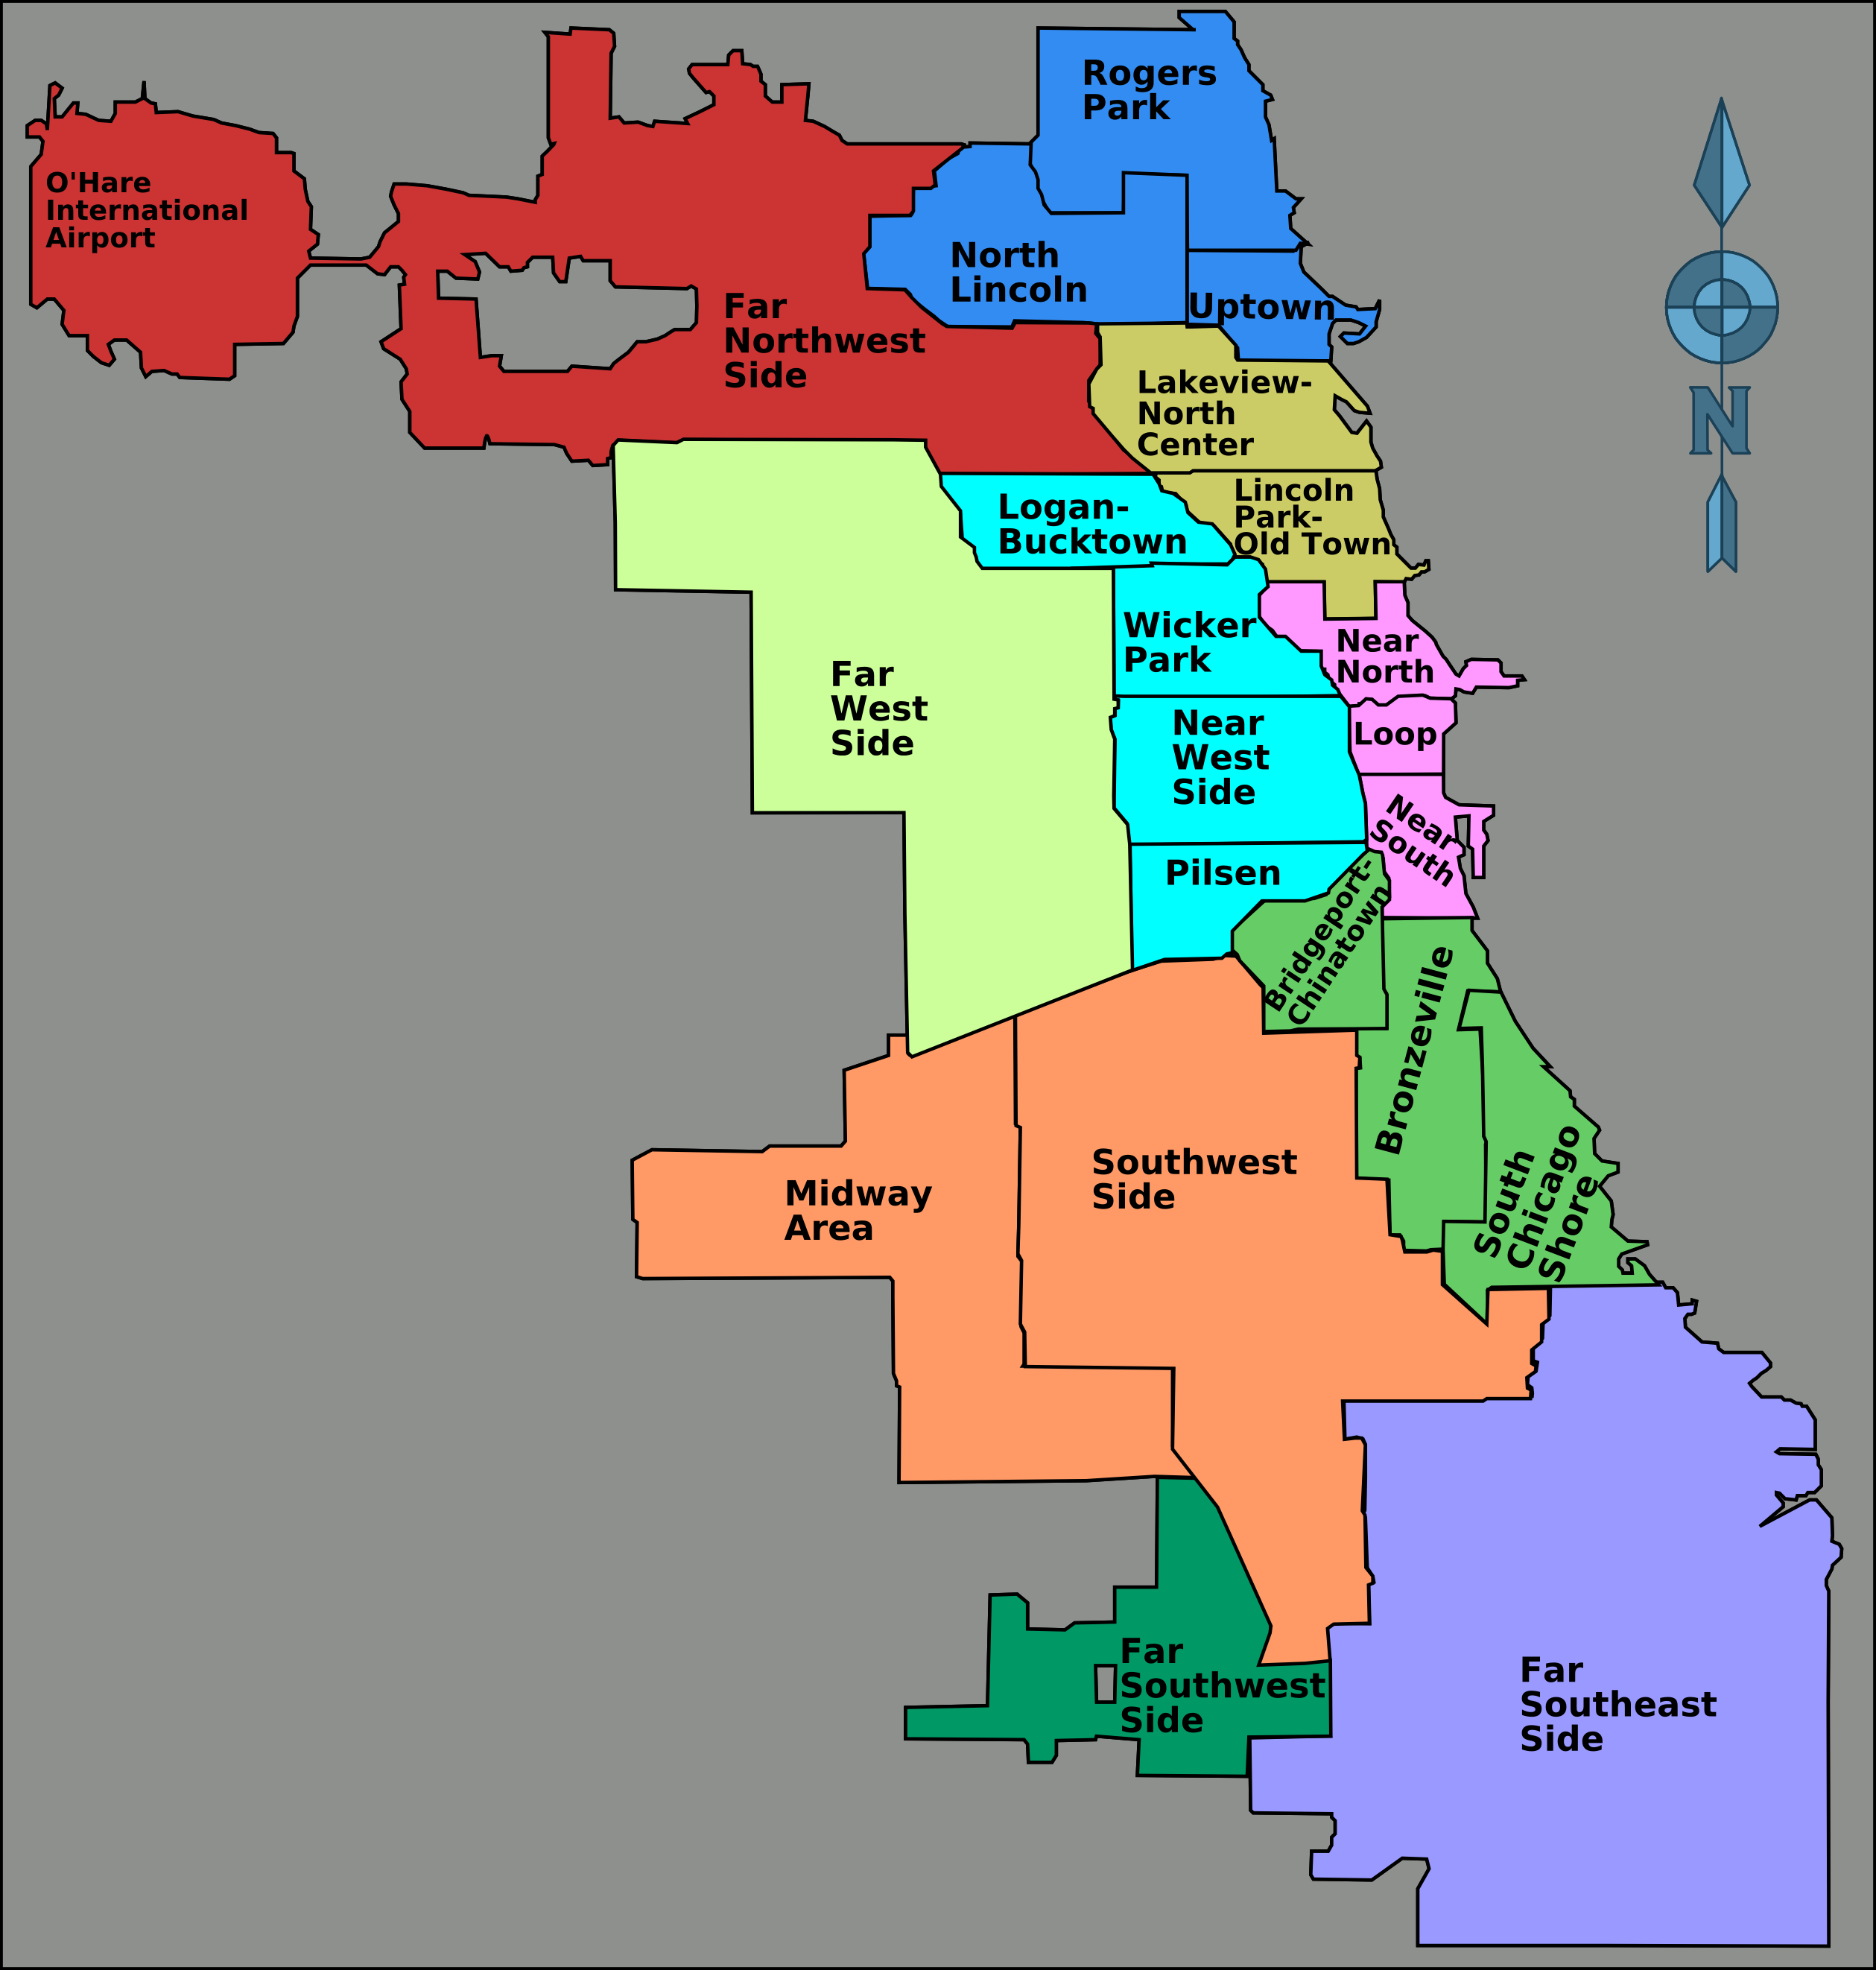 Rogers
Park
O'Hare
International
Airport
North
Lincoln
Uptown
Far
Northwest
Side
Lakeview-
North
Center
N
Logan-
Bucktown
Lincoln
Park-
Old Town
Wicker
Park
Near
North
Far
West
Side
Near
West
Side
Loop
Near
South
Pilsen
Bridgeport-
Chinatown
Bronzeville
South
Chicago
Shore
Southwest
Side
Midway
Area
Far
Southwest
Side
Far
Southeast
Side